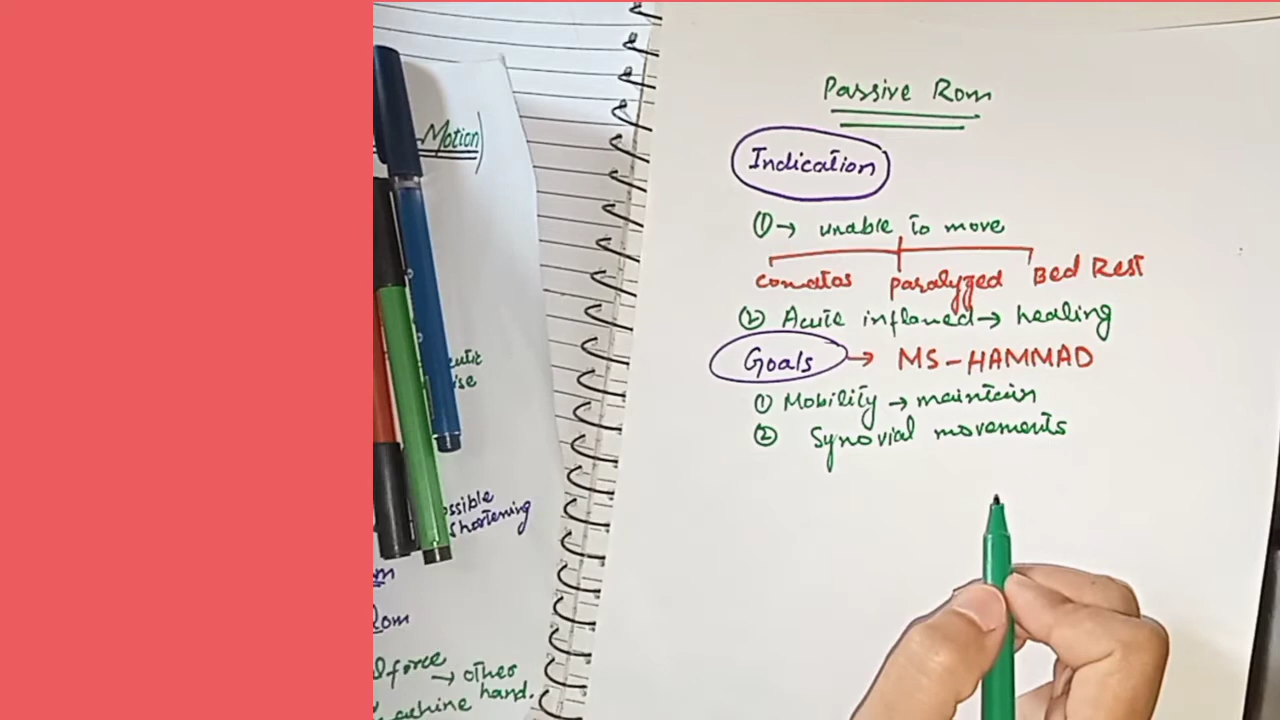 Motion)
ossible
shortening
Rom
force → other
hand.
Passive Rom
Indication
① → unable to move
comatos paralyzed Bed Rest
② Acute inflamed → healing
Goals → MS-HAMMAD
① Mobility → maintain
② Synovial movements